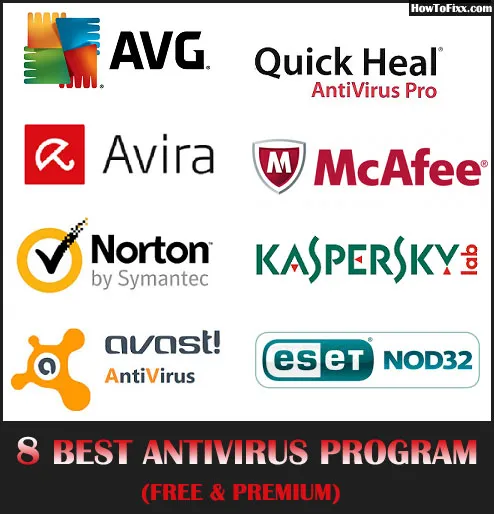 HowToFixx.com
AVG
Quick Heal®
AntiVirus Pro
Avira
M McAfee®
Norton™
by Symantec
KASPERSKY lab
avast!
a AntiVirus
eseT® NOD32
8 BEST ANTIVIRUS PROGRAM
(FREE & PREMIUM)